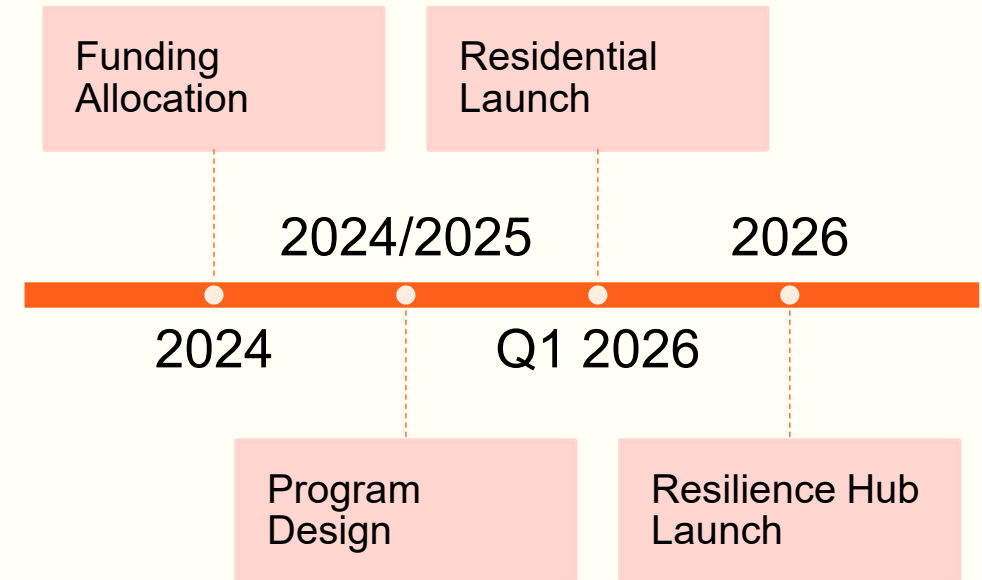 Funding
Allocation
Residential
Launch
2024/2025
2026
2024
Q1 2026
Program
Design
Resilience Hub
Launch